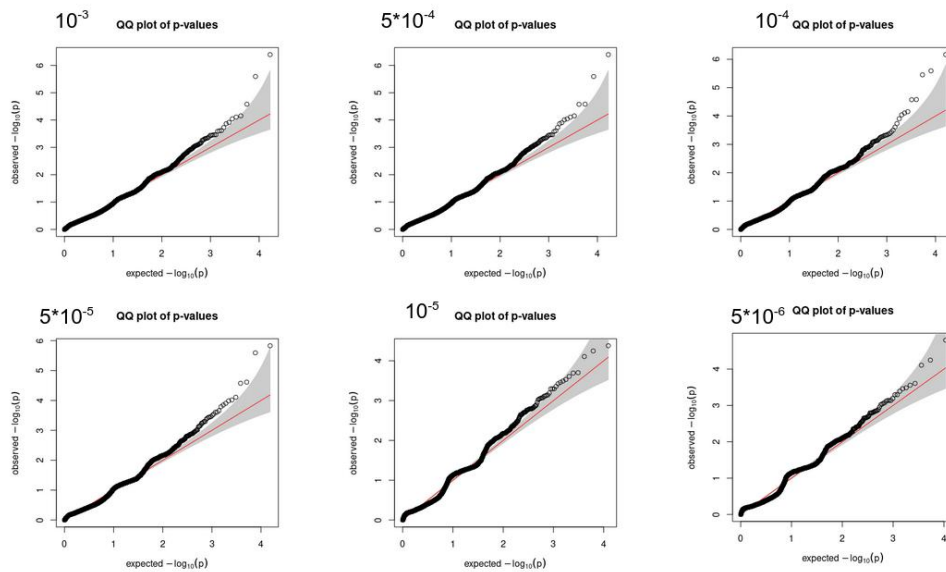 10⁻³ QQ plot of p-values
6
5
4
3
2
1
0
observed −log₁₀(p)
0 1 2 3 4
expected −log₁₀(p)
5*10⁻⁴ QQ plot of p-values
6
5
4
3
2
1
0
observed −log₁₀(p)
0 1 2 3 4
expected −log₁₀(p)
10⁻⁴ QQ plot of p-values
6
5
4
3
2
1
0
observed −log₁₀(p)
0 1 2 3 4
expected −log₁₀(p)
5*10⁻⁵ QQ plot of p-values
6
5
4
3
2
1
0
observed −log₁₀(p)
0 1 2 3 4
expected −log₁₀(p)
10⁻⁵ QQ plot of p-values
4
3
2
1
0
observed −log₁₀(p)
0 1 2 3 4
expected −log₁₀(p)
5*10⁻⁶ QQ plot of p-values
4
3
2
1
0
observed −log₁₀(p)
0 1 2 3 4
expected −log₁₀(p)